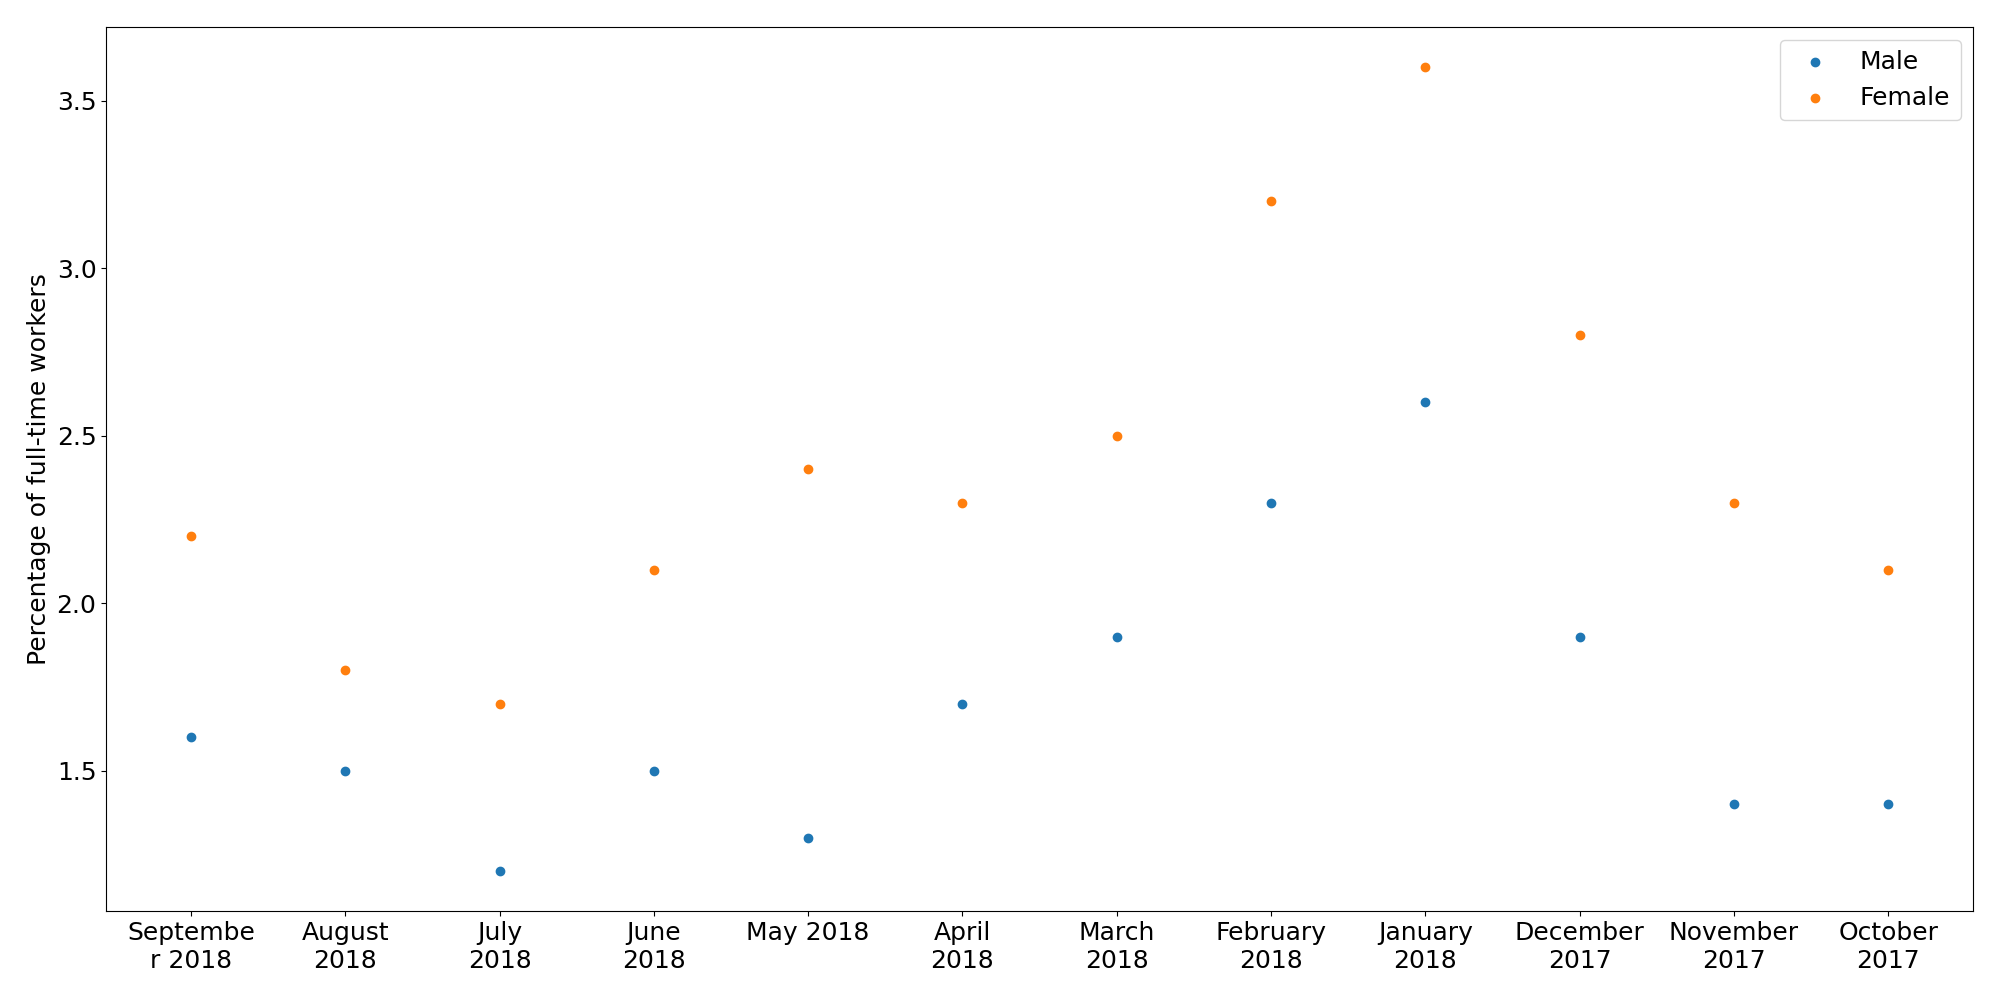 Male
Female
3.5
3.0
2.5
2.0
1.5
Percentage of full-time workers
Septembe
r 2018
August
2018
July
2018
June
2018
May 2018
April
2018
March
2018
February
2018
January
2018
December
2017
November
2017
October
2017